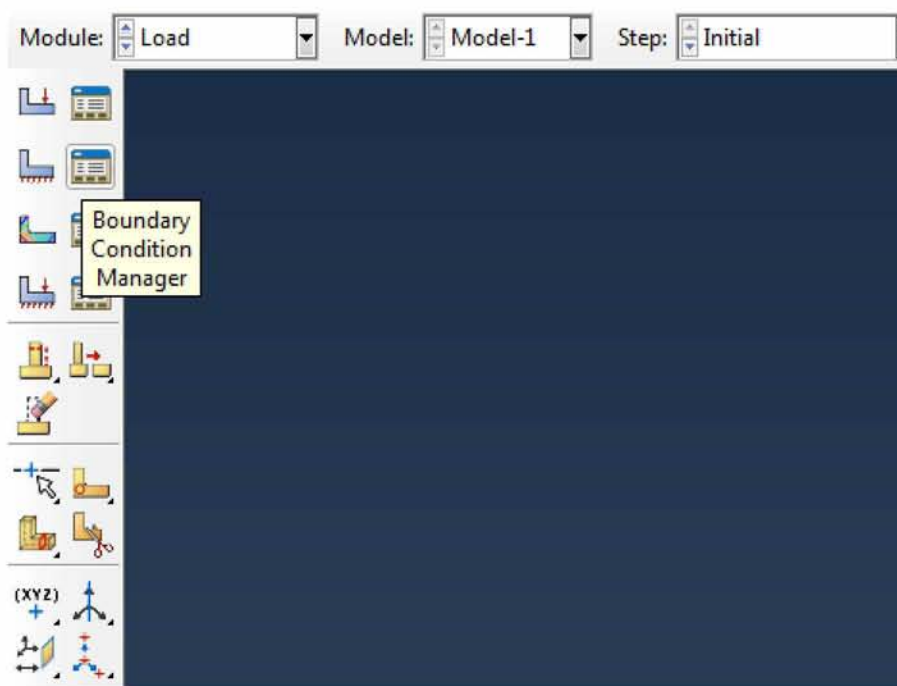 Module: Load Model: Model-1 Step: Initial
Boundary
Condition
Manager
(XYZ)